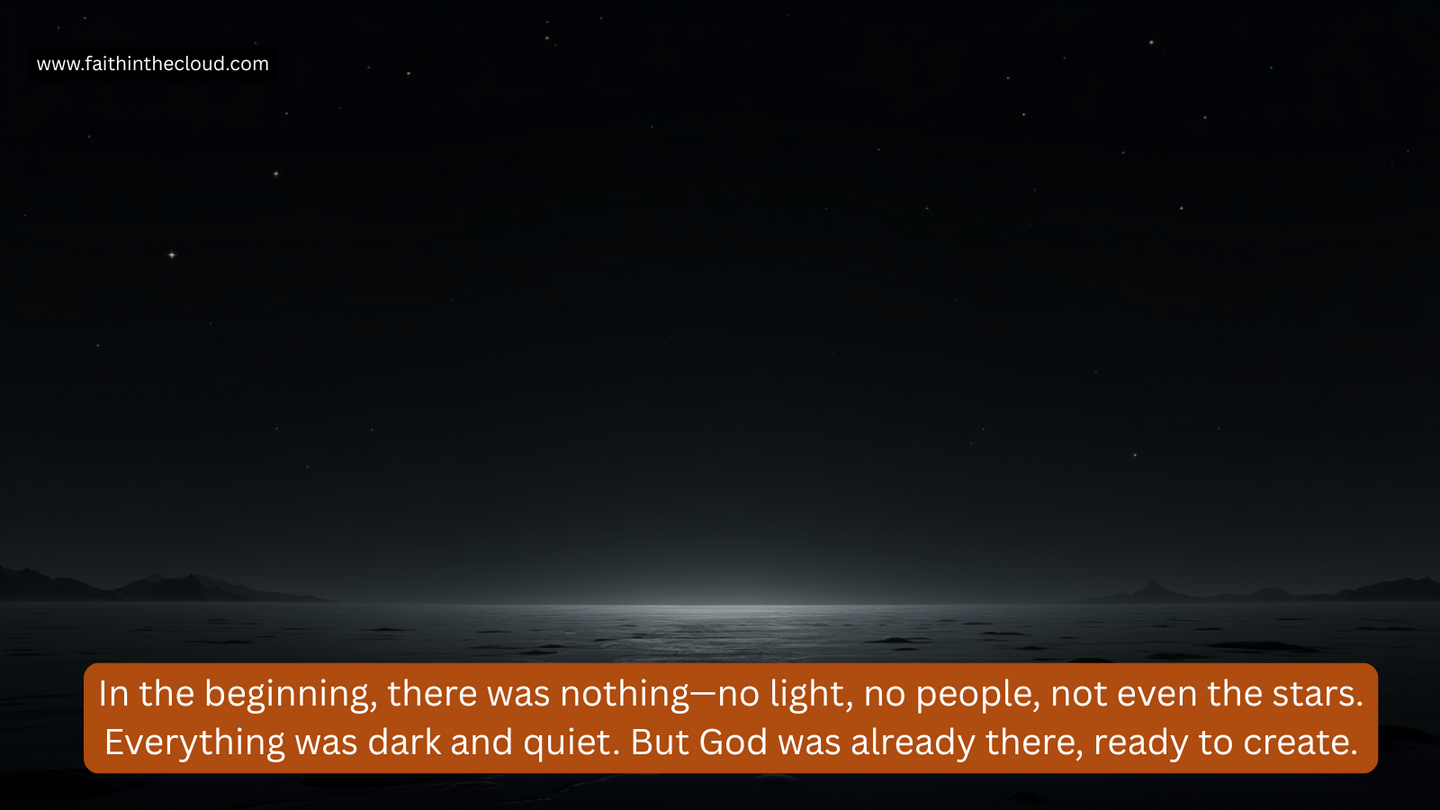 www.faithinthecloud.com
In the beginning, there was nothing—no light, no people, not even the stars.
Everything was dark and quiet. But God was already there, ready to create.